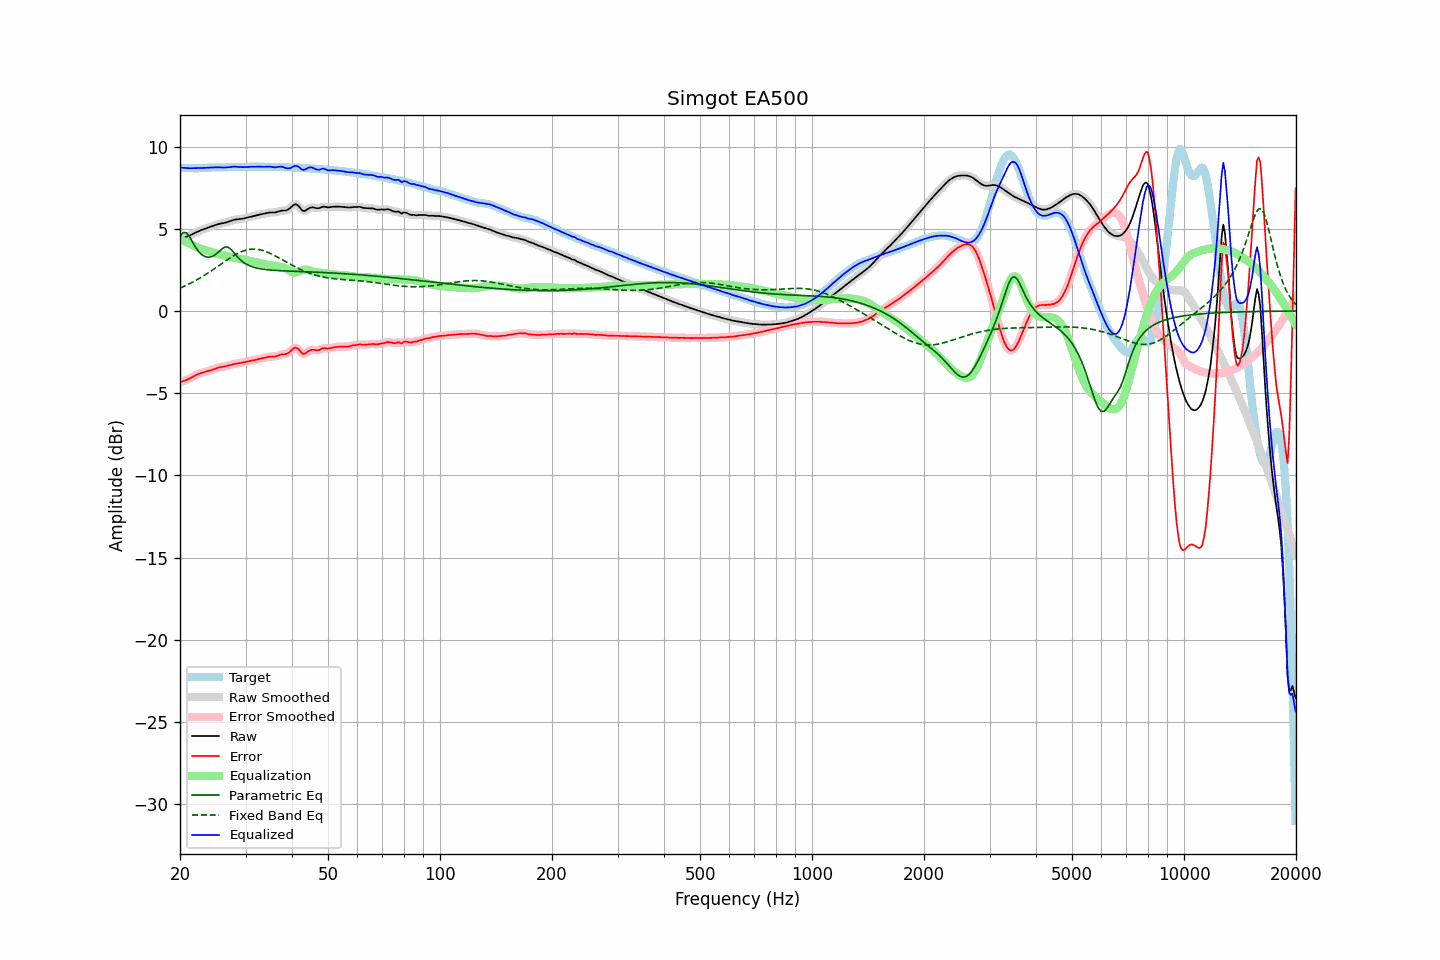 Simgot EA500
Amplitude (dBr)
10
5
0
−5
−10
−15
−20
−25
−30
Target
Raw Smoothed
Error Smoothed
Raw
Error
Equalization
Parametric Eq
Fixed Band Eq
Equalized
20 50 100 200 500 1000 2000 5000 10000 20000
Frequency (Hz)